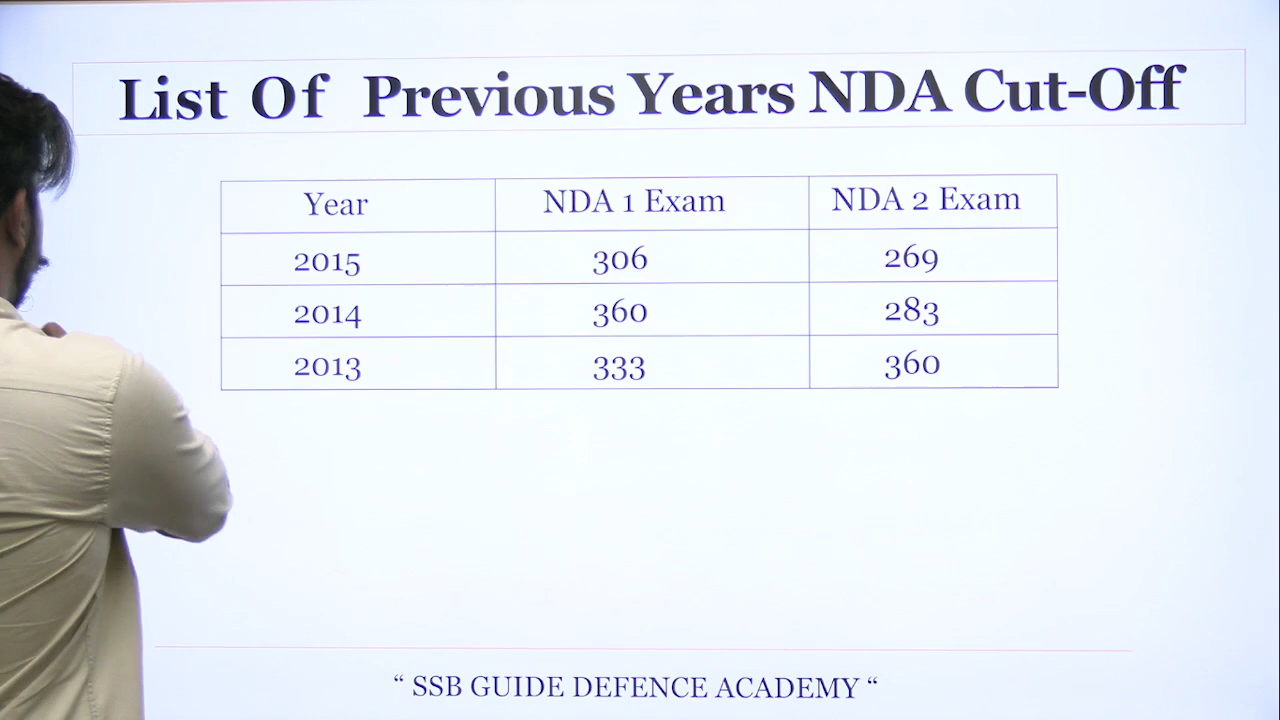 List Of Previous Years NDA Cut-Off
Year NDA 1 Exam NDA 2 Exam
2015 306 269
2014 360 283
2013 333 360
“ SSB GUIDE DEFENCE ACADEMY “